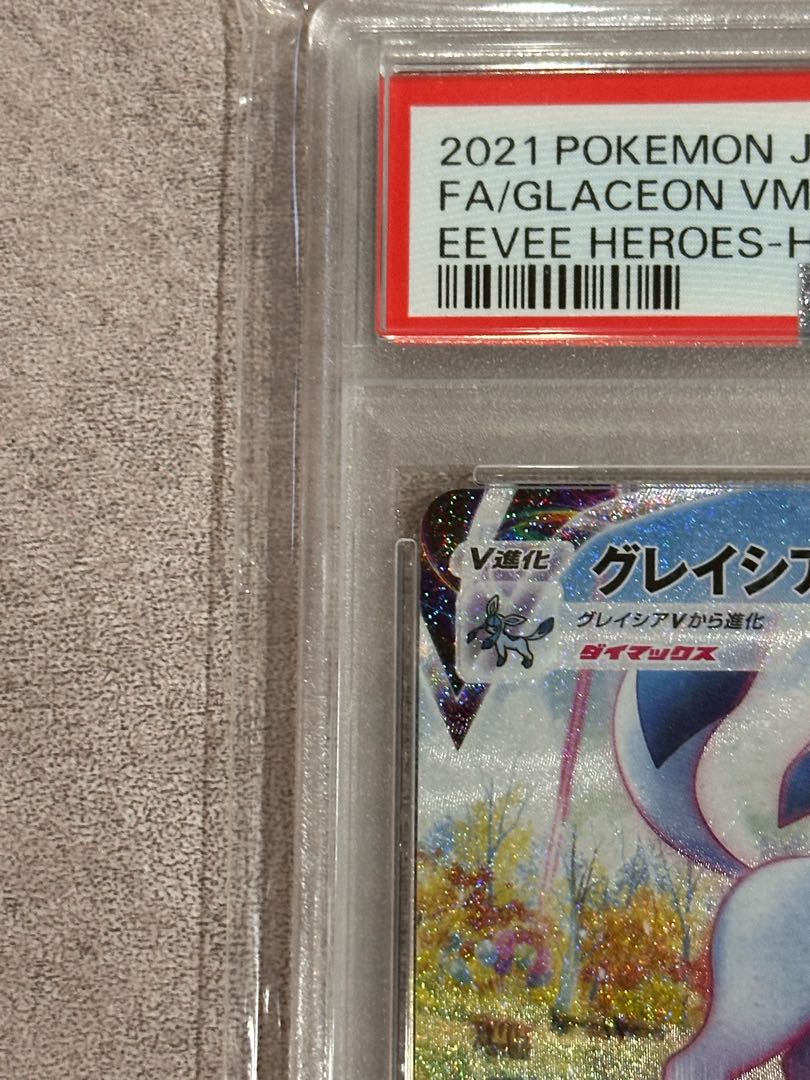 2021 POKEMON J
FA/GLACEON VM
EEVEE HEROES-H
V進化
グレイシア
グレイシアVから進化
ダイマックス